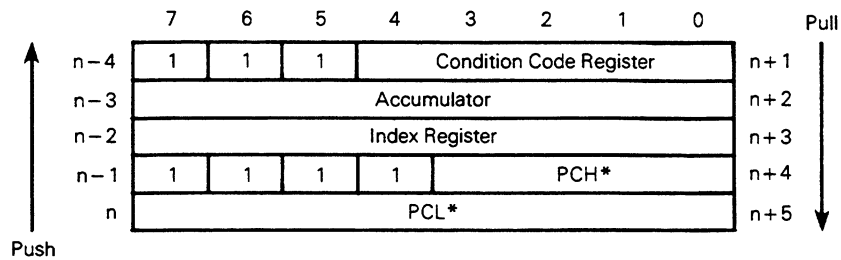 7 6 5 4 3 2 1 0 Pull
n−4 1 1 1 Condition Code Register n+1
n−3 Accumulator n+2
n−2 Index Register n+3
n−1 1 1 1 1 PCH* n+4
n PCL* n+5
Push